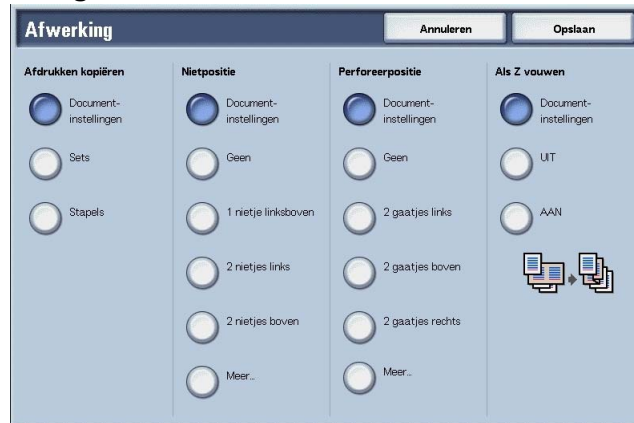 Afwerking
Annuleren
Opslaan
Afdrukken kopiëren
Document-
instellingen
Sets
Stapels
Nietpositie
Document-
instellingen
Geen
1 nietje linksboven
2 nietjes links
2 nietjes boven
Meer...
Perforeerpositie
Document-
instellingen
Geen
2 gaatjes links
2 gaatjes boven
2 gaatjes rechts
Meer...
Als Z vouwen
Document-
instellingen
UIT
AAN